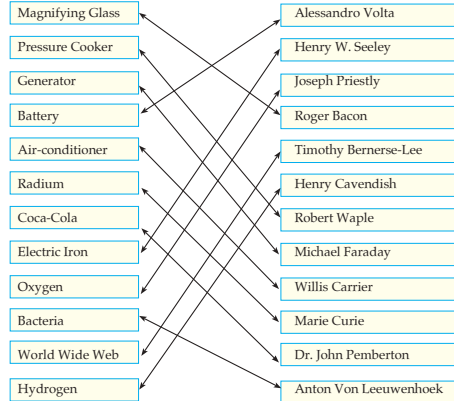 Magnifying Glass
Pressure Cooker
Generator
Battery
Air-conditioner
Radium
Coca-Cola
Electric Iron
Oxygen
Bacteria
World Wide Web
Hydrogen
Alessandro Volta
Henry W. Seeley
Joseph Priestly
Roger Bacon
Timothy Bernerse-Lee
Henry Cavendish
Robert Waple
Michael Faraday
Willis Carrier
Marie Curie
Dr. John Pemberton
Anton Von Leeuwenhoek